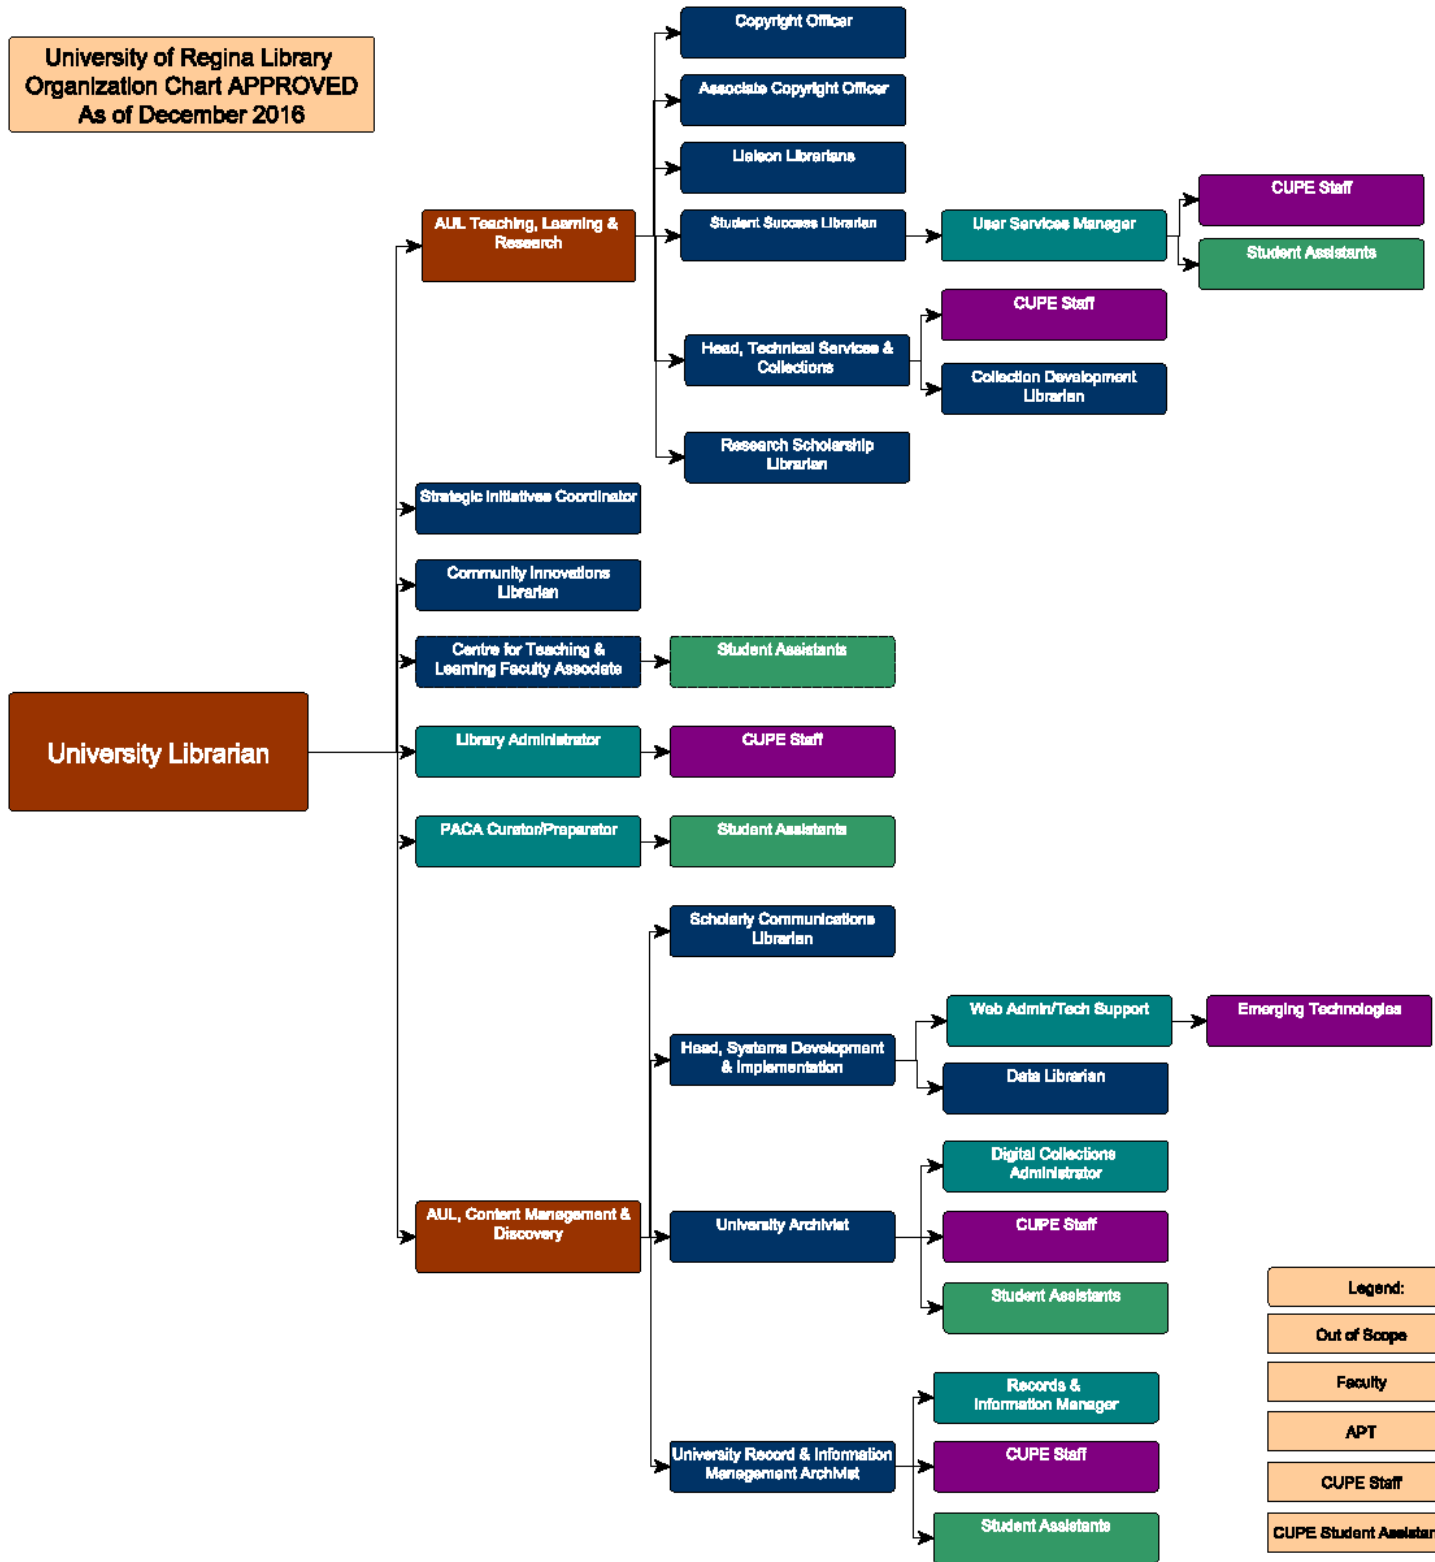 University of Regina Library
Organization Chart APPROVED
As of December 2016
Copyright Officer
Associate Copyright Officer
Liaison Librarians
AUL Teaching, Learning &
Research
Student Success Librarian
User Services Manager
CUPE Staff
Student Assistants
CUPE Staff
Head, Technical Services &
Collections
Collection Development
Librarian
Research Scholarship
Librarian
Strategic Initiatives Coordinator
Community Innovations
Librarian
Centre for Teaching &
Learning Faculty Associate
Student Assistants
University Librarian
Library Administrator
CUPE Staff
PACA Curator/Preparator
Student Assistants
Scholarly Communications
Librarian
Head, Systems Development
& Implementation
Web Admin/Tech Support
Emerging Technologies
Data Librarian
AUL, Content Management &
Discovery
University Archivist
Digital Collections
Administrator
CUPE Staff
Student Assistants
University Record & Information
Management Archivist
Records &
Information Manager
CUPE Staff
Student Assistants
Legend:
Out of Scope
Faculty
APT
CUPE Staff
CUPE Student